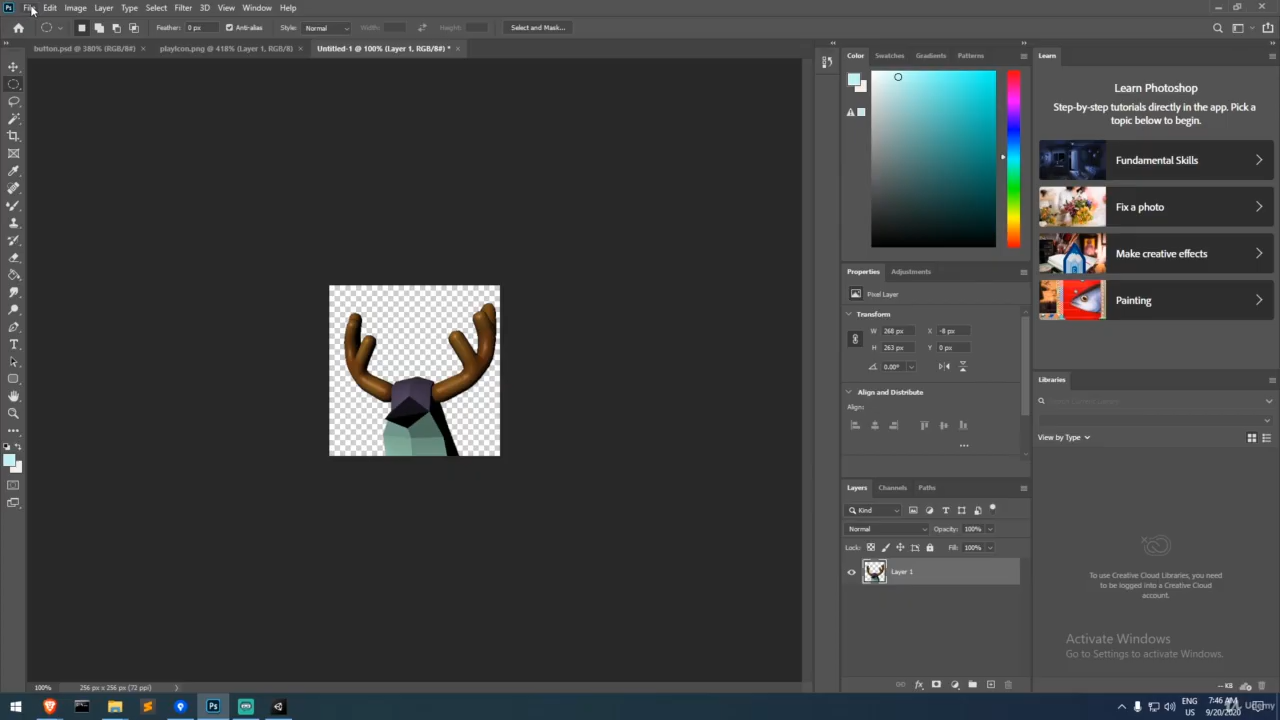 Ps File Edit Image Layer Type Select Filter 3D View Window Help
Feather: 0 px Anti-alias Style: Normal Width: Height: Select and Mask...
button.psd @ 380% (RGB/8#) × playIcon.png @ 418% (Layer 1, RGB/8) × Untitled-1 @ 100% (Layer 1, RGB/8#) * ×
Color Swatches Gradients Patterns
Learn
Learn Photoshop
Step-by-step tutorials directly in the app. Pick a
topic below to begin.
Fundamental Skills
Fix a photo
Make creative effects
Painting
Properties Adjustments
Pixel Layer
Transform
W 268 px X -8 px
H 263 px Y 0 px
0.00°
Align and Distribute
Align:
Libraries
View by Type
Layers Channels Paths
Kind
Normal Opacity: 100%
Lock: Fill: 100%
Layer 1
To use Creative Cloud Libraries, you need
to be logged into a Creative Cloud
account.
Activate Windows
Go to Settings to activate Windows.
-- KB
100% 256 px x 256 px (72 ppi)
Ps
ENG
US
7:46 AM
9/20/2020
Udemy